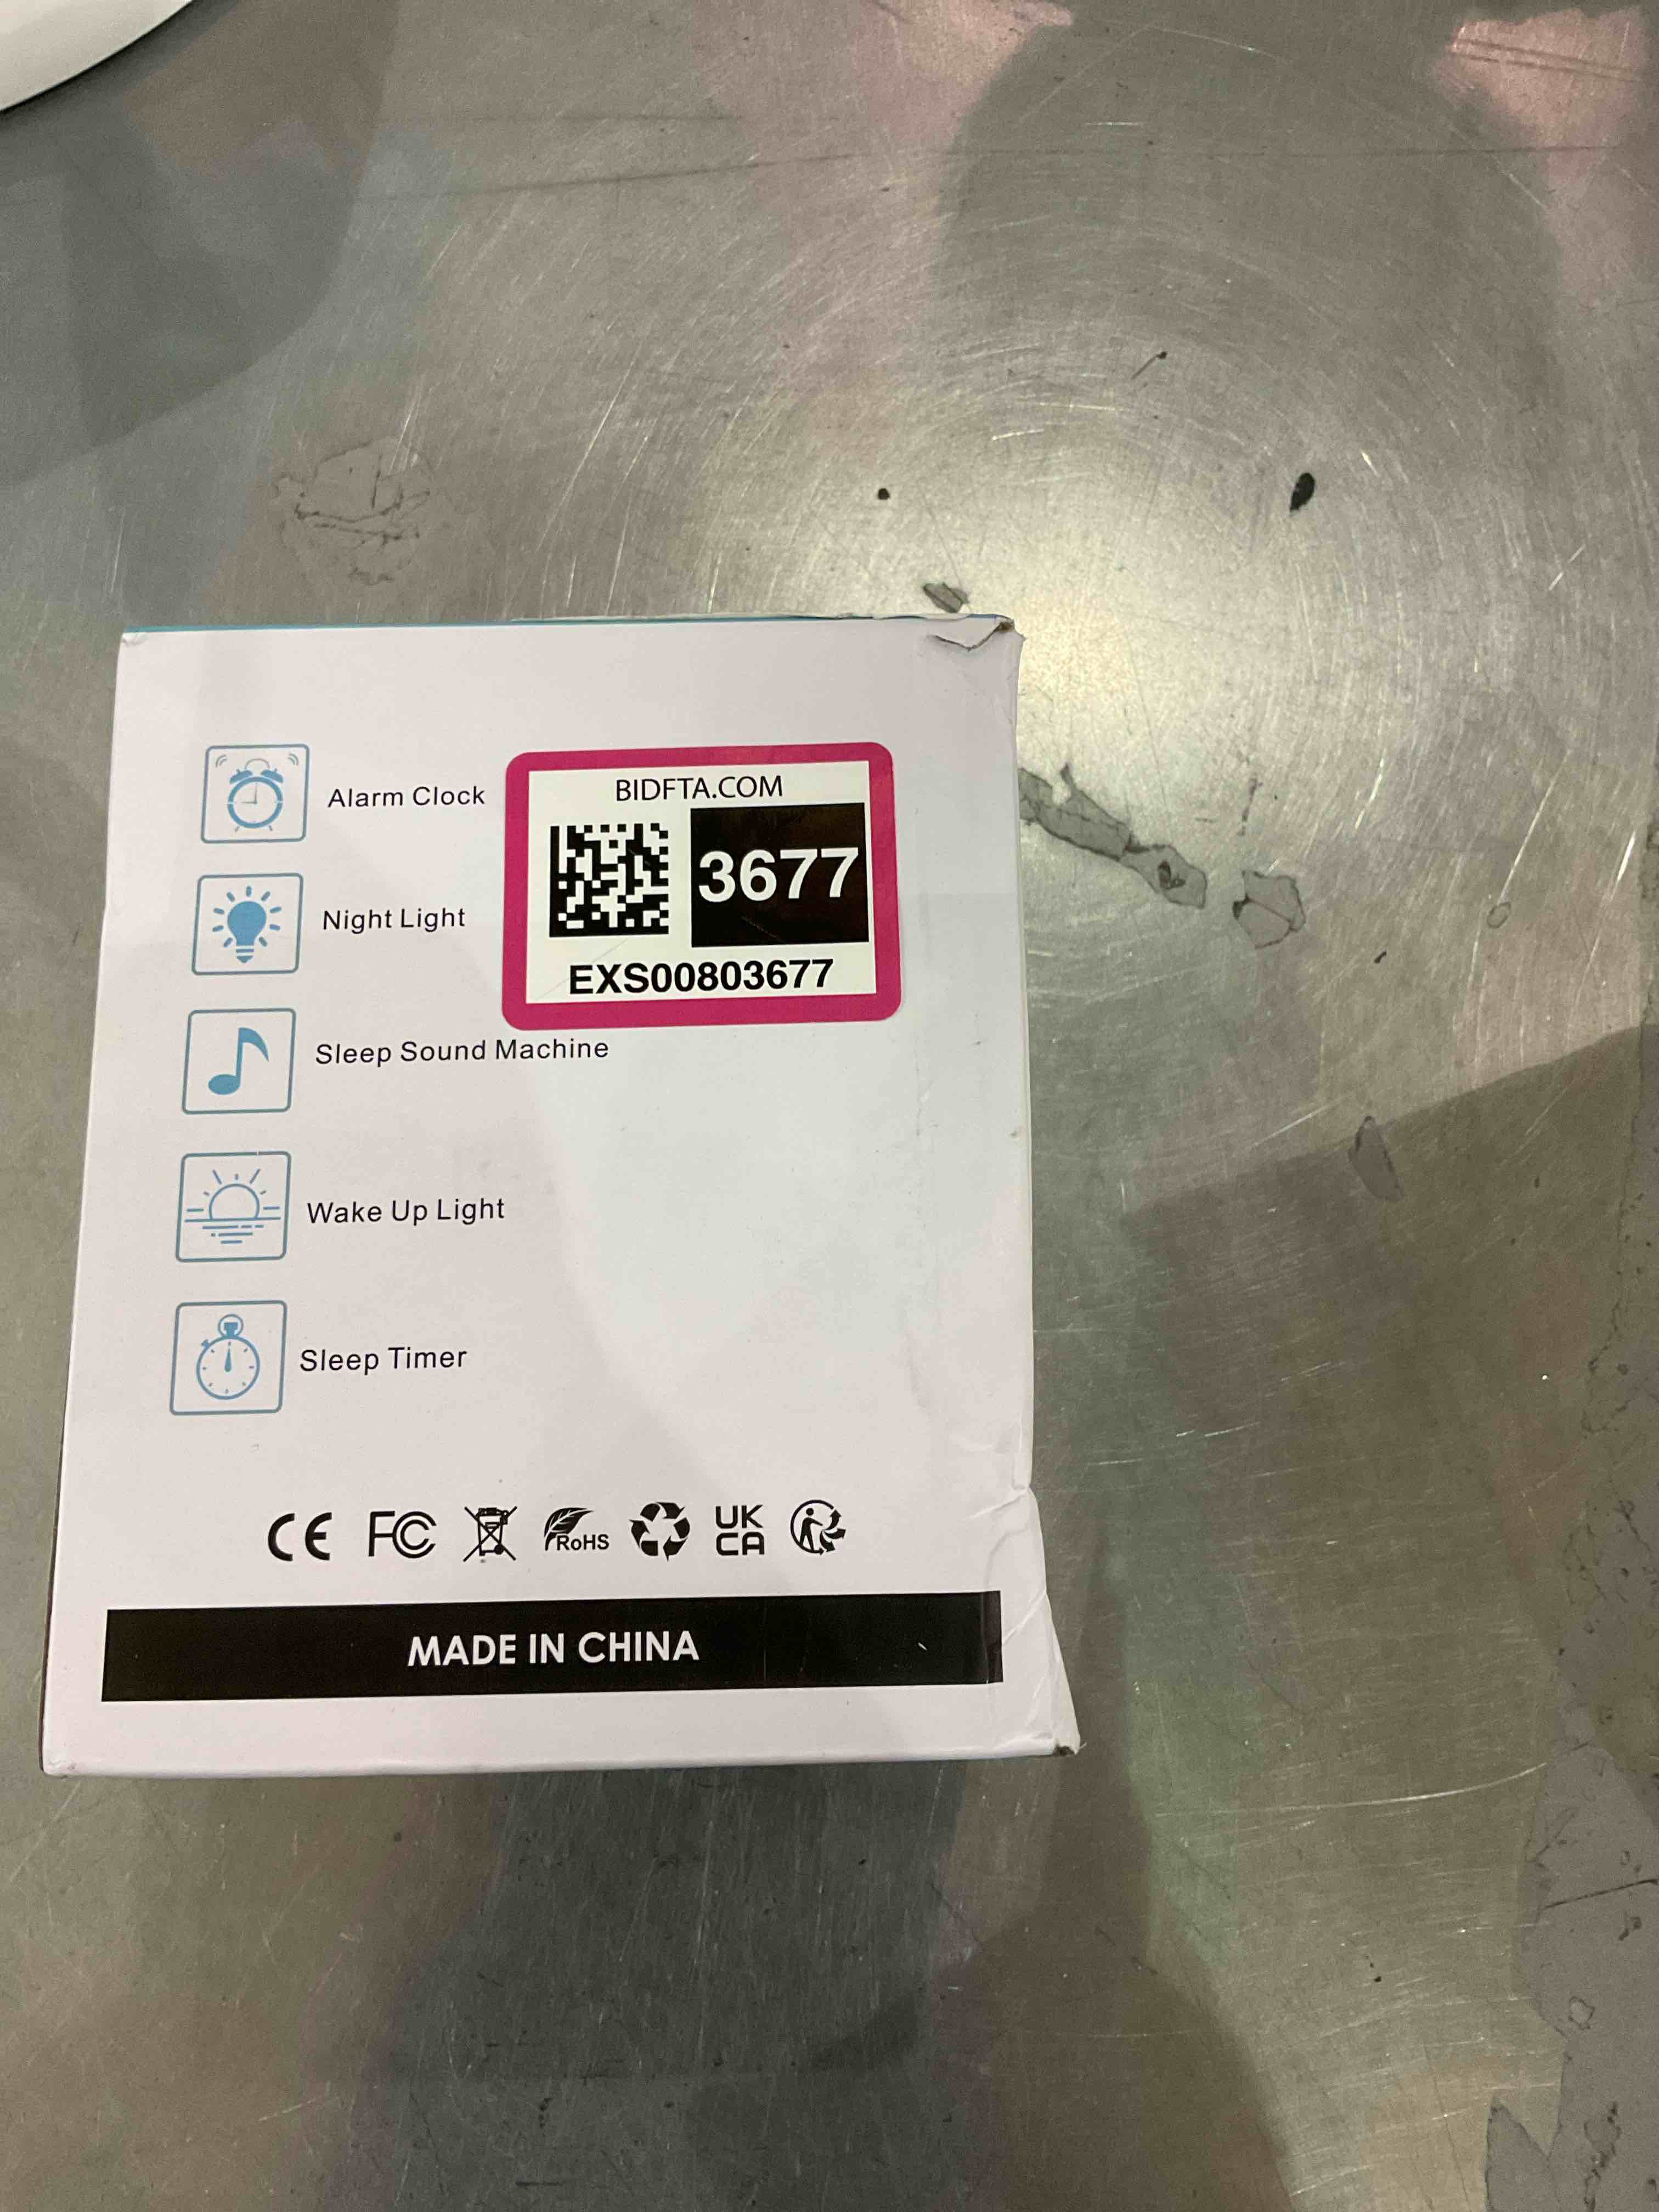 Alarm Clock
BIDFTA.COM
3677
EXS00803677
Night Light
Sleep Sound Machine
Wake Up Light
Sleep Timer
CE FC RoHS UK
CA
MADE IN CHINA